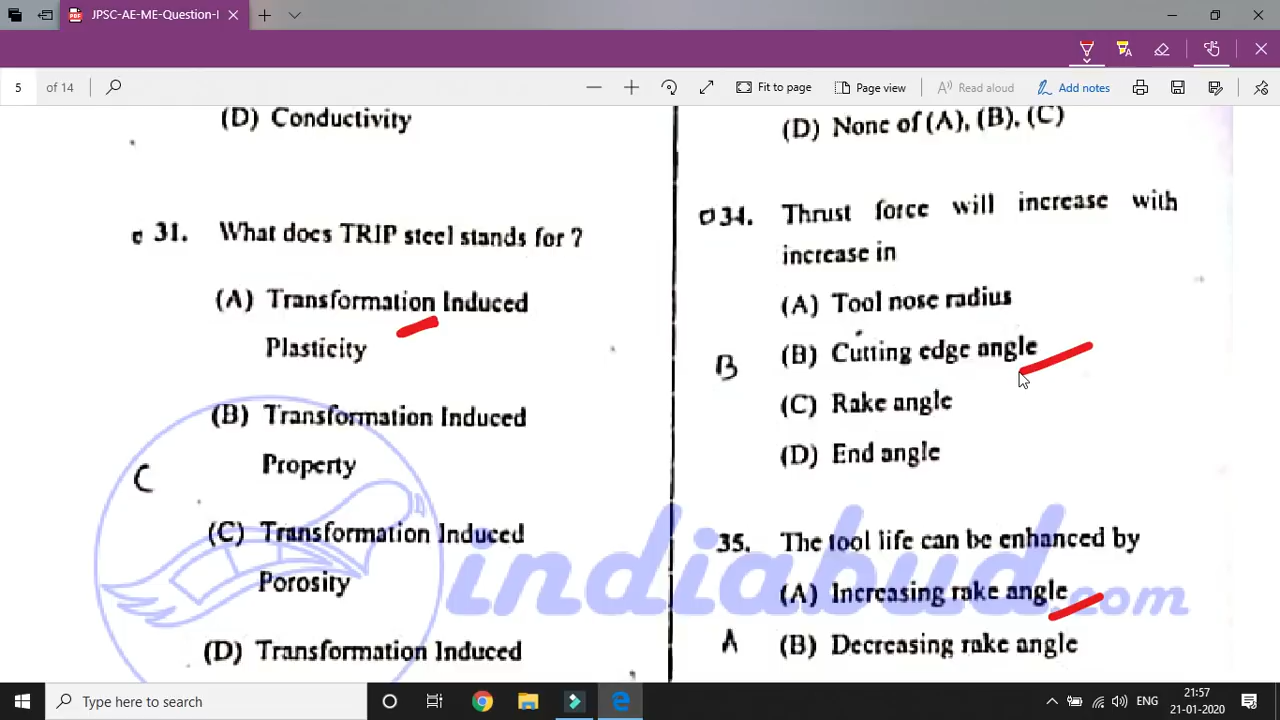 JPSC-AE-ME-Question-
5 of 14
Fit to page
Page view
Read aloud
Add notes
(D) Conductivity
31. What does TRIP steel stands for ?
(A) Transformation Induced
Plasticity
(B) Transformation Induced
Property
C
(C) Transformation Induced
Porosity
(D) Transformation Induced
(D) None of (A), (B), (C)
34. Thrust force will increase with
increase in
(A) Tool nose radius
B
(B) Cutting edge angle
(C) Rake angle
(D) End angle
35. The tool life can be enhanced by
(A) Increasing rake angle
A
(B) Decreasing rake angle
indiabud.com
Type here to search
ENG
21:57
21-01-2020